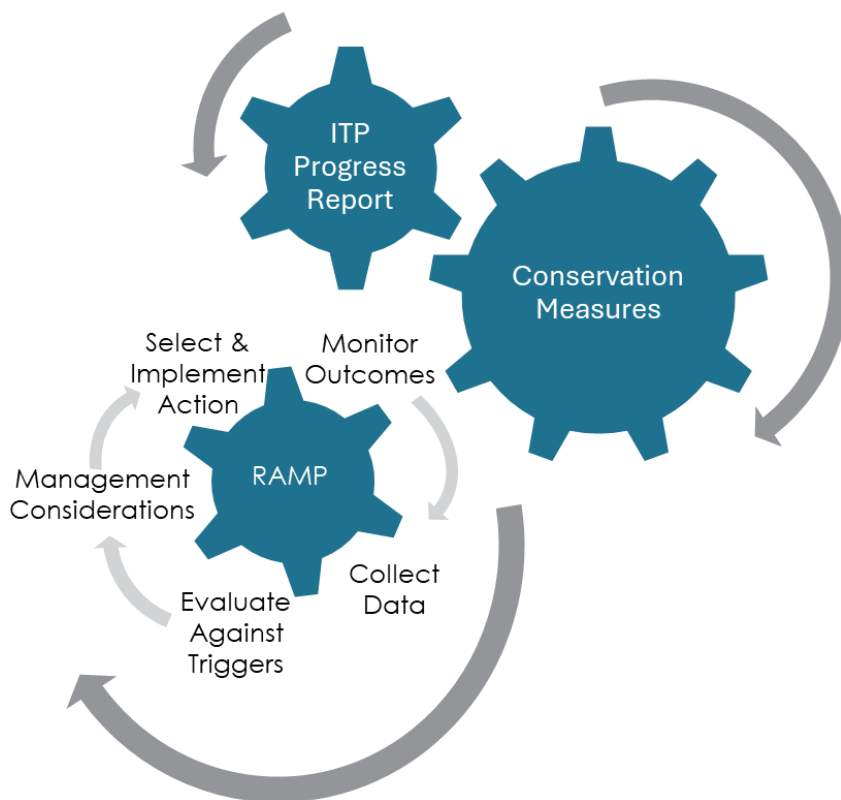 ITP
Progress
Report
Conservation
Measures
Select &
Implement
Action
Monitor
Outcomes
Management
Considerations
RAMP
Collect
Data
Evaluate
Against
Triggers